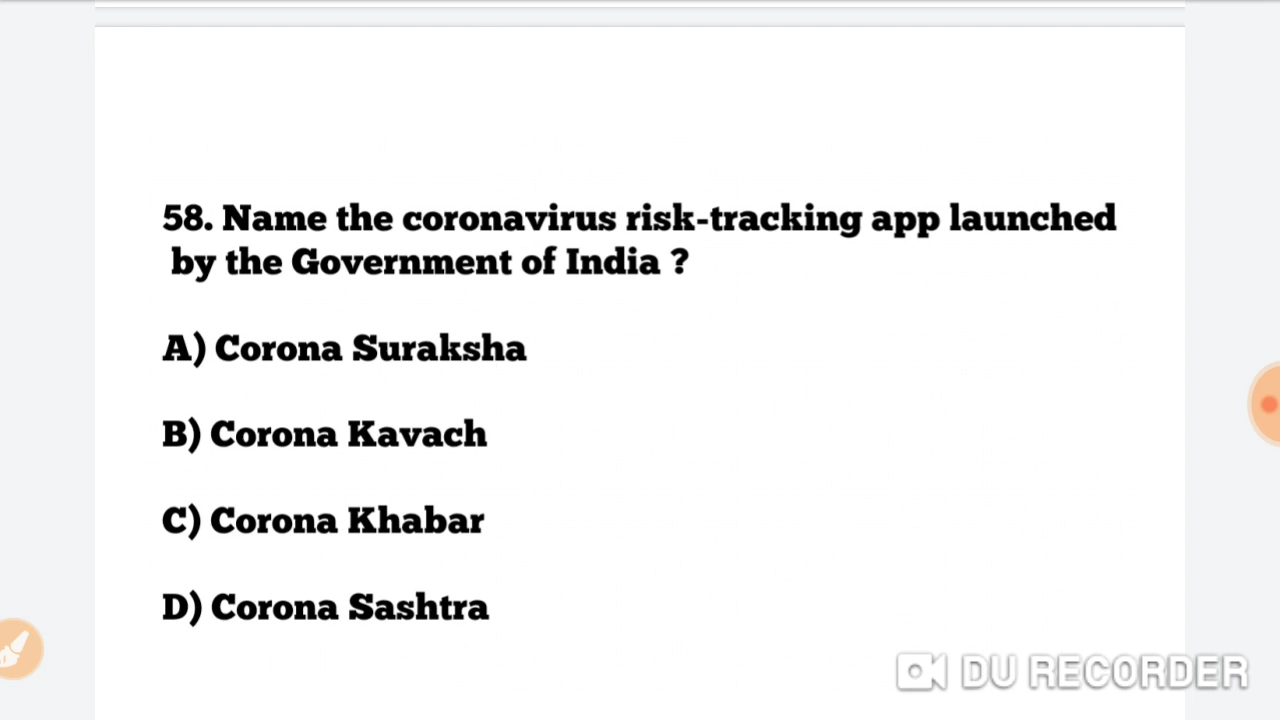 58. Name the coronavirus risk-tracking app launched
by the Government of India ?
A) Corona Suraksha
B) Corona Kavach
C) Corona Khabar
D) Corona Sashtra
DU RECORDER